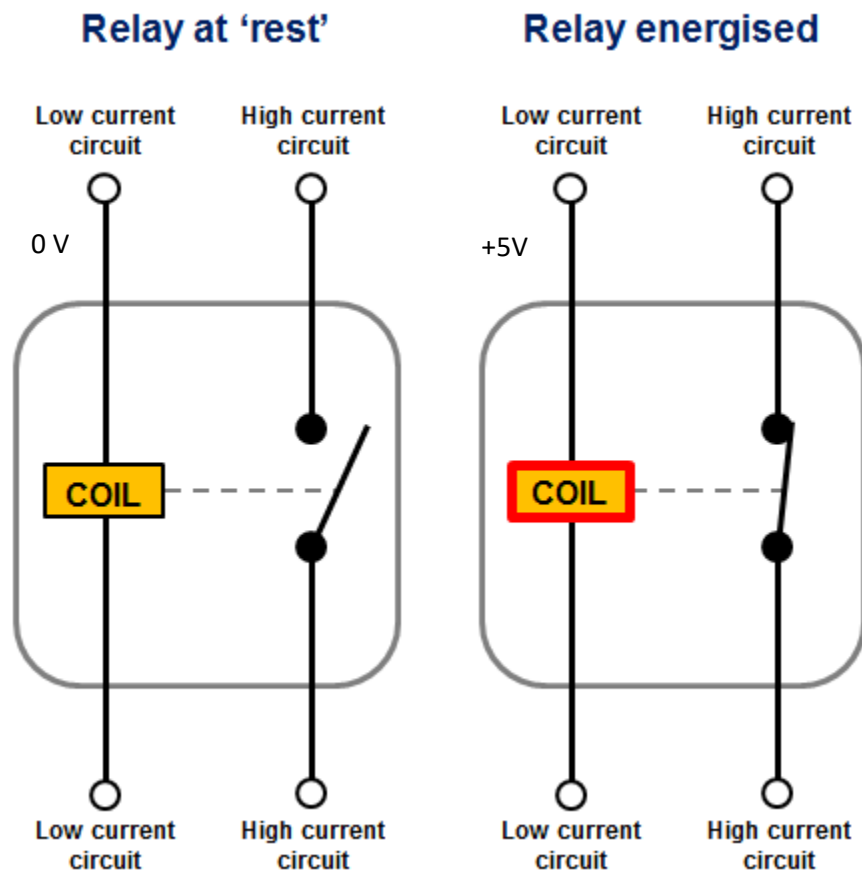 Relay at ‘rest’
Relay energised
Low current
circuit
High current
circuit
Low current
circuit
High current
circuit
0 V
+5V
COIL
COIL
Low current
circuit
High current
circuit
Low current
circuit
High current
circuit